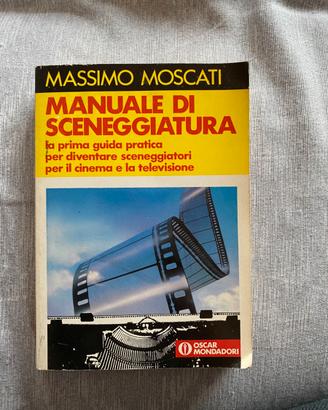 MASSIMO MOSCATI
MANUALE DI
SCENEGGIATURA
la prima guida pratica
per diventare sceneggiatori
per il cinema e la televisione
OSCAR
MONDADORI